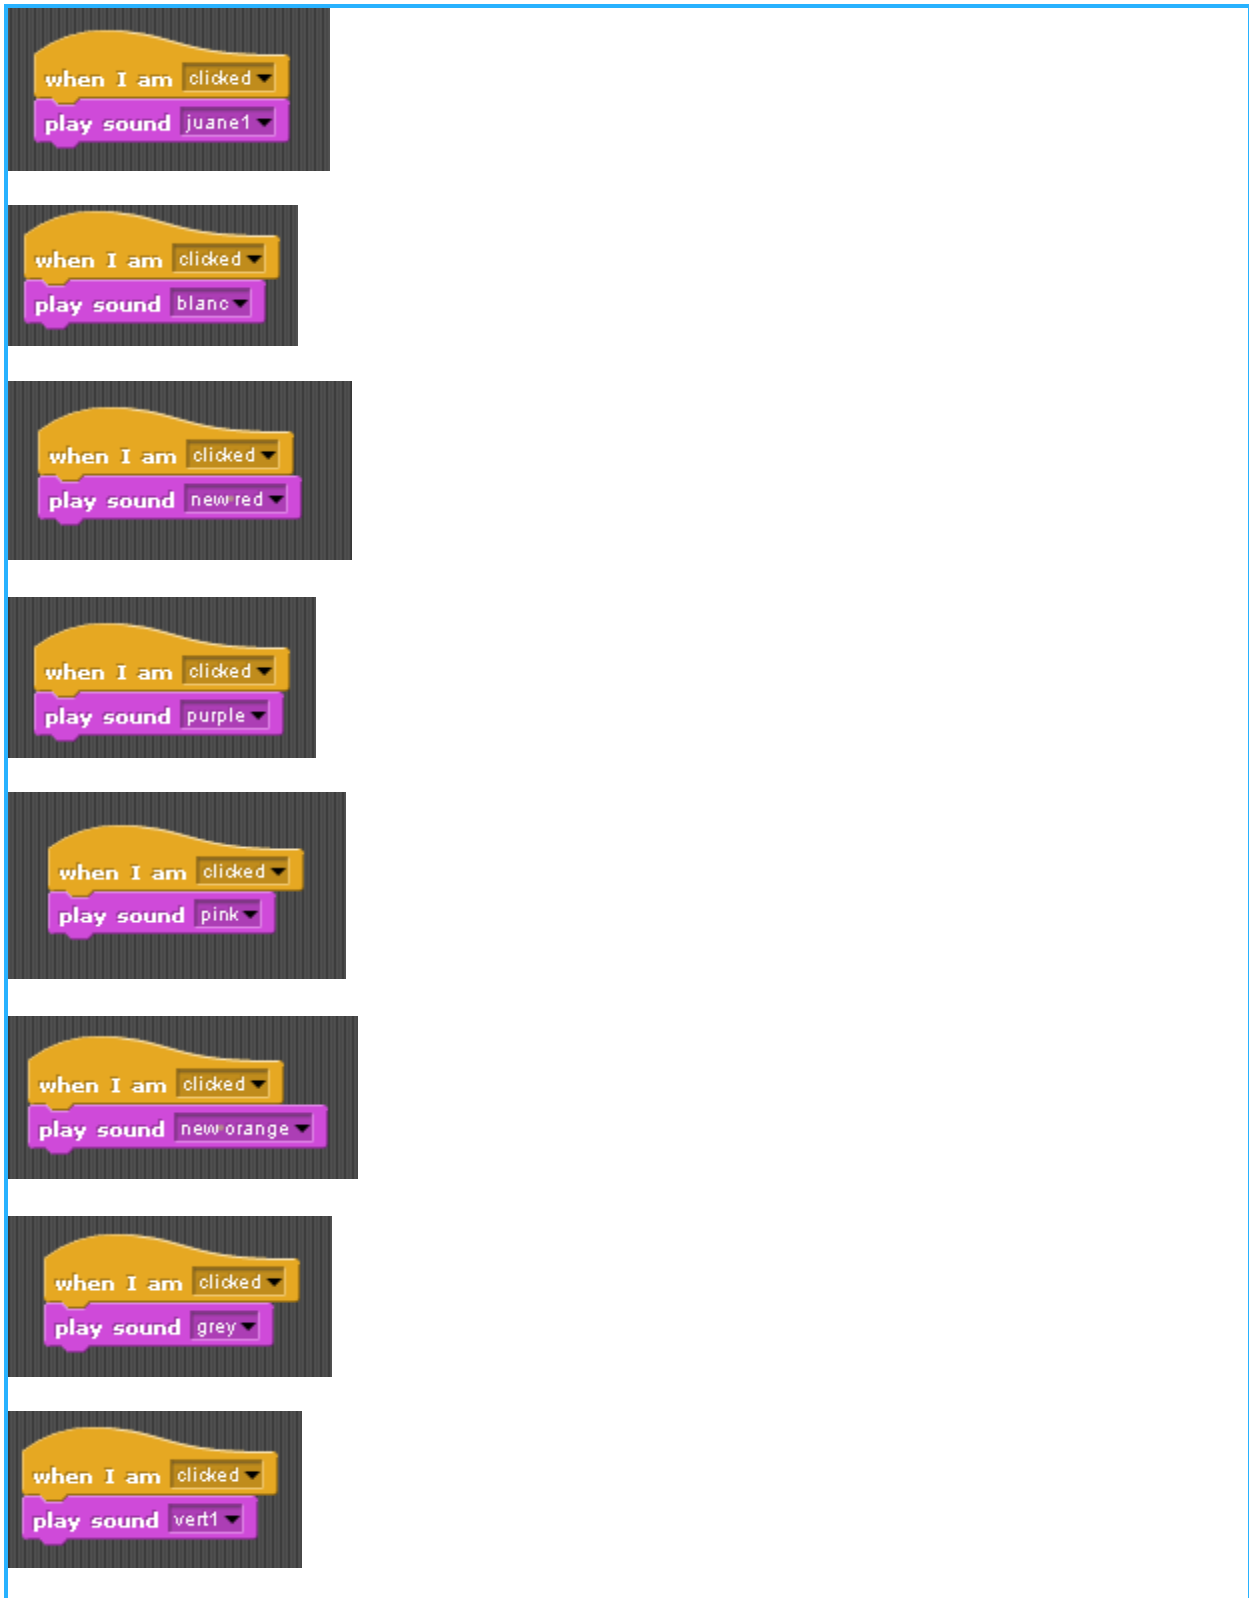 when I am clicked
play sound juane1
when I am clicked
play sound blanc
when I am clicked
play sound new red
when I am clicked
play sound purple
when I am clicked
play sound pink
when I am clicked
play sound new orange
when I am clicked
play sound grey
when I am clicked
play sound vert1